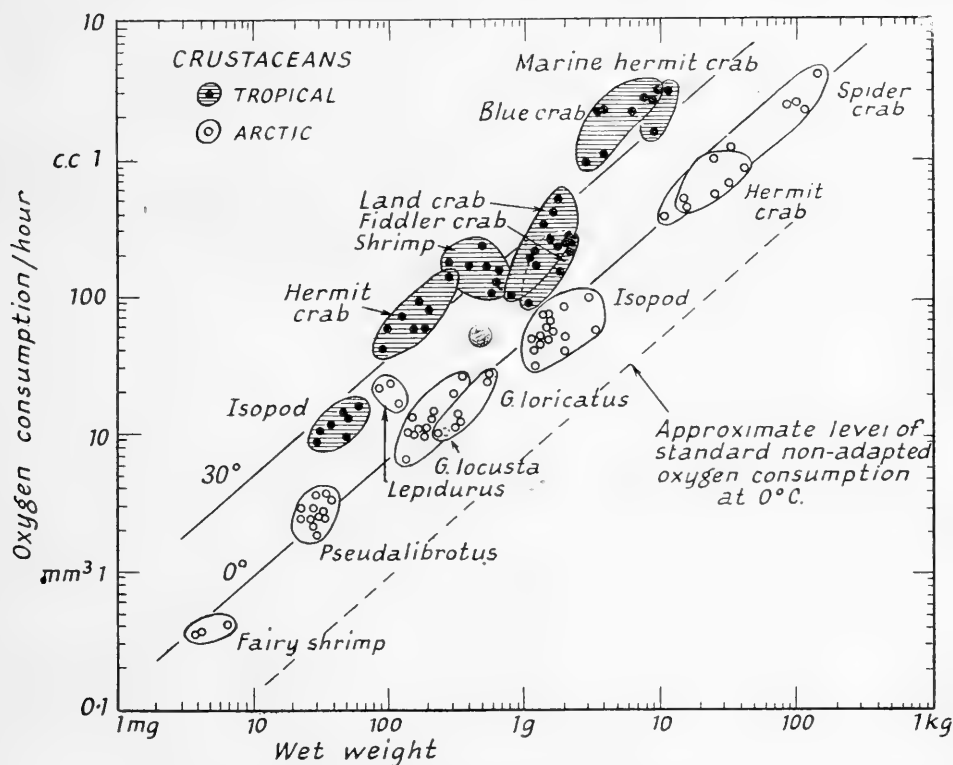 CRUSTACEANS
TROPICAL
ARCTIC
Marine hermit crab
Blue crab
Spider
crab
Hermit
crab
Land crab
Fiddler crab
Shrimp
Hermit
crab
Isopod
Isopod
G. loricatus
G. locusta
Lepidurus
Pseudalibrotus
Fairy shrimp
30°
0°
Approximate level of
standard non-adapted
oxygen consumption
at 0°C.
Oxygen consumption/hour
10
c.c 1
100
10
mm³ 1
0·1
1mg
10
100
1g
10
100
1kg
Wet weight